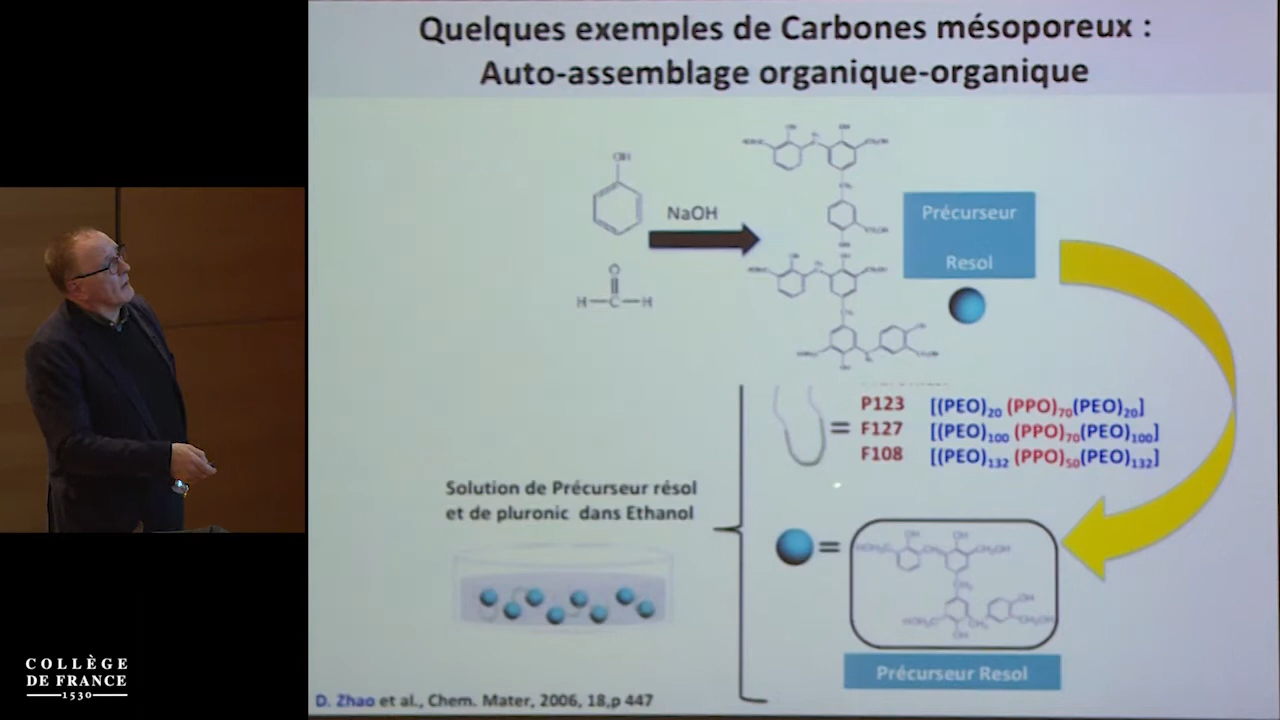 Quelques exemples de Carbones mésoporeux :
Auto-assemblage organique-organique
OH
NaOH
O
H C H
Précurseur
Resol
P123 [(PEO)20 (PPO)70(PEO)20]
= F127 [(PEO)100 (PPO)70(PEO)100]
F108 [(PEO)132 (PPO)50(PEO)132]
Solution de Précurseur résol
et de pluronic dans Ethanol
=
Précurseur Resol
D. Zhao et al., Chem. Mater, 2006, 18,p 447
COLLÈGE
DE FRANCE
1530